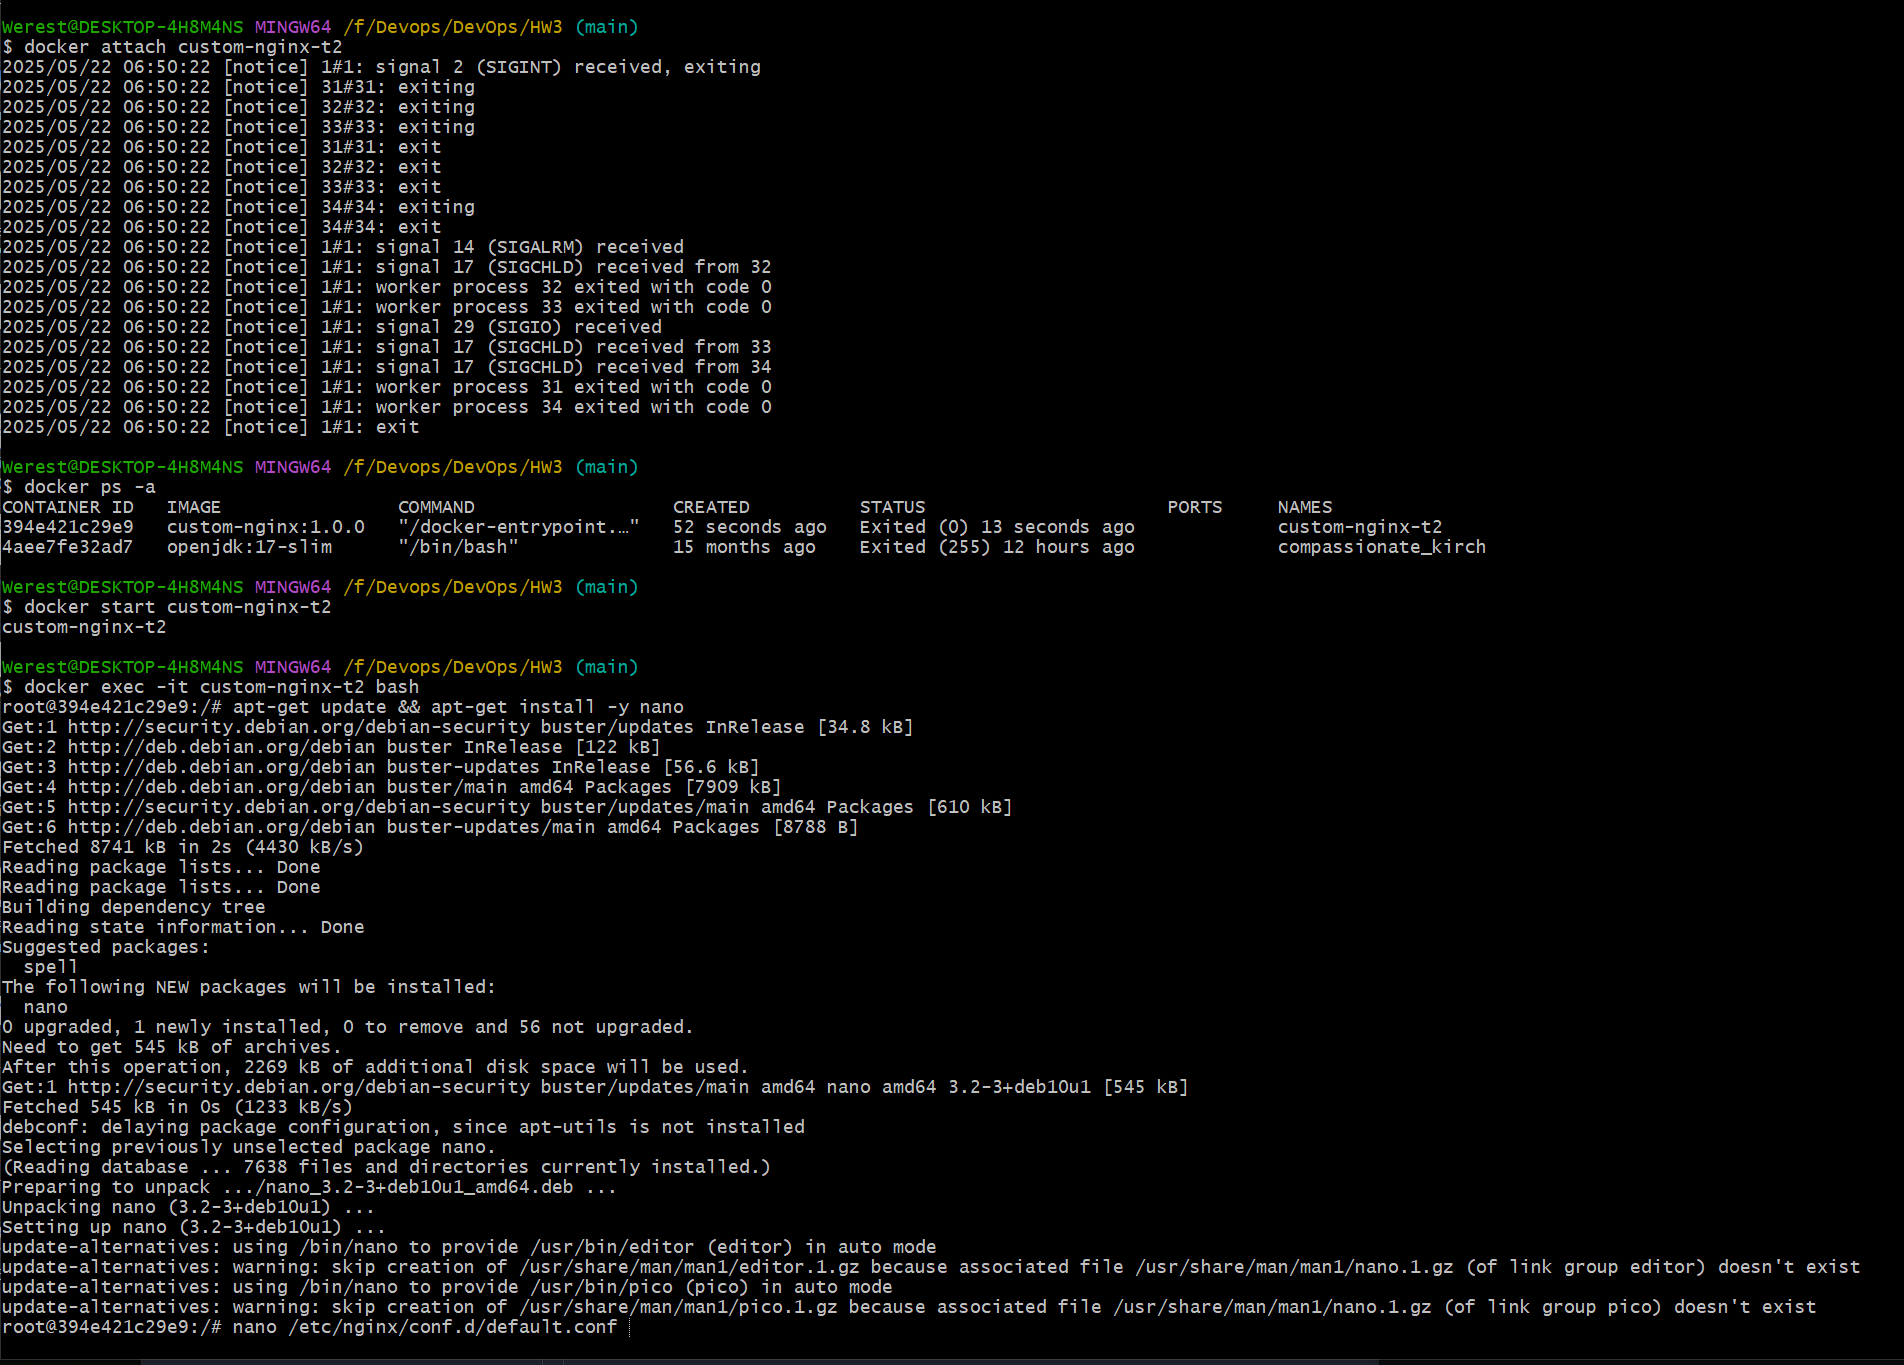 Werest@DESKTOP-4H8M4NS MINGW64 /f/Devops/DevOps/HW3 (main)
$ docker attach custom-nginx-t2
2025/05/22 06:50:22 [notice] 1#1: signal 2 (SIGINT) received, exiting
2025/05/22 06:50:22 [notice] 31#31: exiting
2025/05/22 06:50:22 [notice] 32#32: exiting
2025/05/22 06:50:22 [notice] 33#33: exiting
2025/05/22 06:50:22 [notice] 31#31: exit
2025/05/22 06:50:22 [notice] 32#32: exit
2025/05/22 06:50:22 [notice] 33#33: exit
2025/05/22 06:50:22 [notice] 34#34: exiting
2025/05/22 06:50:22 [notice] 34#34: exit
2025/05/22 06:50:22 [notice] 1#1: signal 14 (SIGALRM) received
2025/05/22 06:50:22 [notice] 1#1: signal 17 (SIGCHLD) received from 32
2025/05/22 06:50:22 [notice] 1#1: worker process 32 exited with code 0
2025/05/22 06:50:22 [notice] 1#1: worker process 33 exited with code 0
2025/05/22 06:50:22 [notice] 1#1: signal 29 (SIGIO) received
2025/05/22 06:50:22 [notice] 1#1: signal 17 (SIGCHLD) received from 33
2025/05/22 06:50:22 [notice] 1#1: signal 17 (SIGCHLD) received from 34
2025/05/22 06:50:22 [notice] 1#1: worker process 31 exited with code 0
2025/05/22 06:50:22 [notice] 1#1: worker process 34 exited with code 0
2025/05/22 06:50:22 [notice] 1#1: exit
Werest@DESKTOP-4H8M4NS MINGW64 /f/Devops/DevOps/HW3 (main)
$ docker ps -a
CONTAINER ID   IMAGE                COMMAND                  CREATED          STATUS                      PORTS     NAMES
394e421c29e9   custom-nginx:1.0.0   "/docker-entrypoint.…"   52 seconds ago   Exited (0) 13 seconds ago             custom-nginx-t2
4aee7fe32ad7   openjdk:17-slim      "/bin/bash"              15 months ago    Exited (255) 12 hours ago             compassionate_kirch
Werest@DESKTOP-4H8M4NS MINGW64 /f/Devops/DevOps/HW3 (main)
$ docker start custom-nginx-t2
custom-nginx-t2
Werest@DESKTOP-4H8M4NS MINGW64 /f/Devops/DevOps/HW3 (main)
$ docker exec -it custom-nginx-t2 bash
root@394e421c29e9:/# apt-get update && apt-get install -y nano
Get:1 http://security.debian.org/debian-security buster/updates InRelease [34.8 kB]
Get:2 http://deb.debian.org/debian buster InRelease [122 kB]
Get:3 http://deb.debian.org/debian buster-updates InRelease [56.6 kB]
Get:4 http://deb.debian.org/debian buster/main amd64 Packages [7909 kB]
Get:5 http://security.debian.org/debian-security buster/updates/main amd64 Packages [610 kB]
Get:6 http://deb.debian.org/debian buster-updates/main amd64 Packages [8788 B]
Fetched 8741 kB in 2s (4430 kB/s)
Reading package lists... Done
Reading package lists... Done
Building dependency tree
Reading state information... Done
Suggested packages:
  spell
The following NEW packages will be installed:
  nano
0 upgraded, 1 newly installed, 0 to remove and 56 not upgraded.
Need to get 545 kB of archives.
After this operation, 2269 kB of additional disk space will be used.
Get:1 http://security.debian.org/debian-security buster/updates/main amd64 nano amd64 3.2-3+deb10u1 [545 kB]
Fetched 545 kB in 0s (1233 kB/s)
debconf: delaying package configuration, since apt-utils is not installed
Selecting previously unselected package nano.
(Reading database ... 7638 files and directories currently installed.)
Preparing to unpack .../nano_3.2-3+deb10u1_amd64.deb ...
Unpacking nano (3.2-3+deb10u1) ...
Setting up nano (3.2-3+deb10u1) ...
update-alternatives: using /bin/nano to provide /usr/bin/editor (editor) in auto mode
update-alternatives: warning: skip creation of /usr/share/man/man1/editor.1.gz because associated file /usr/share/man/man1/nano.1.gz (of link group editor) doesn't exist
update-alternatives: using /bin/nano to provide /usr/bin/pico (pico) in auto mode
update-alternatives: warning: skip creation of /usr/share/man/man1/pico.1.gz because associated file /usr/share/man/man1/nano.1.gz (of link group pico) doesn't exist
root@394e421c29e9:/# nano /etc/nginx/conf.d/default.conf